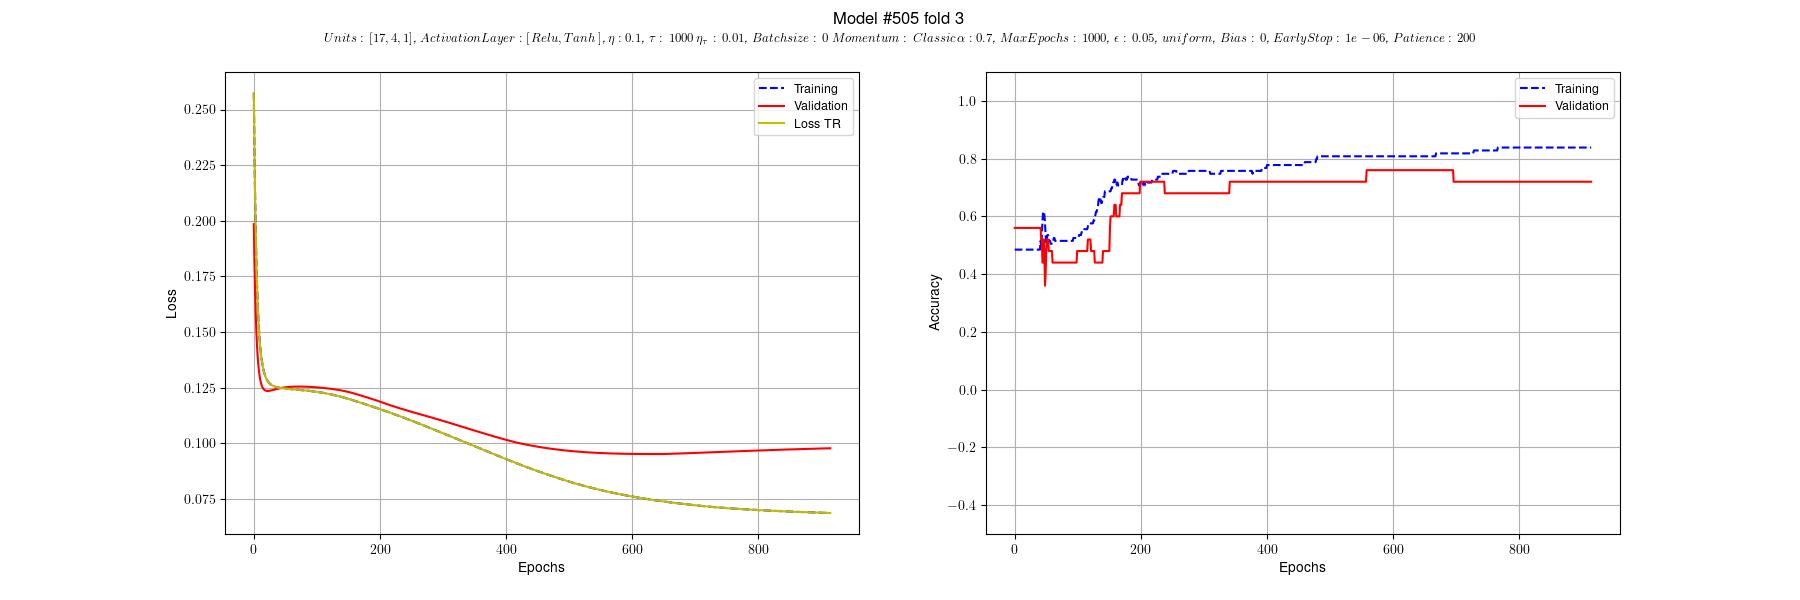 Model #505 fold 3
Units : [17, 4, 1], ActivationLayer : [Relu, Tanh], η : 0.1, τ : 1000 ητ : 0.01, Batchsize : 0 Momentum : Classicα : 0.7, MaxEpochs : 1000, ϵ : 0.05, uniform, Bias : 0, EarlyStop : 1e − 06, Patience : 200
Training
Validation
Loss TR
0.250
0.225
0.200
0.175
0.150
0.125
0.100
0.075
Loss
0 200 400 600 800
Epochs
Training
Validation
1.0
0.8
0.6
0.4
0.2
0.0
−0.2
−0.4
Accuracy
0 200 400 600 800
Epochs